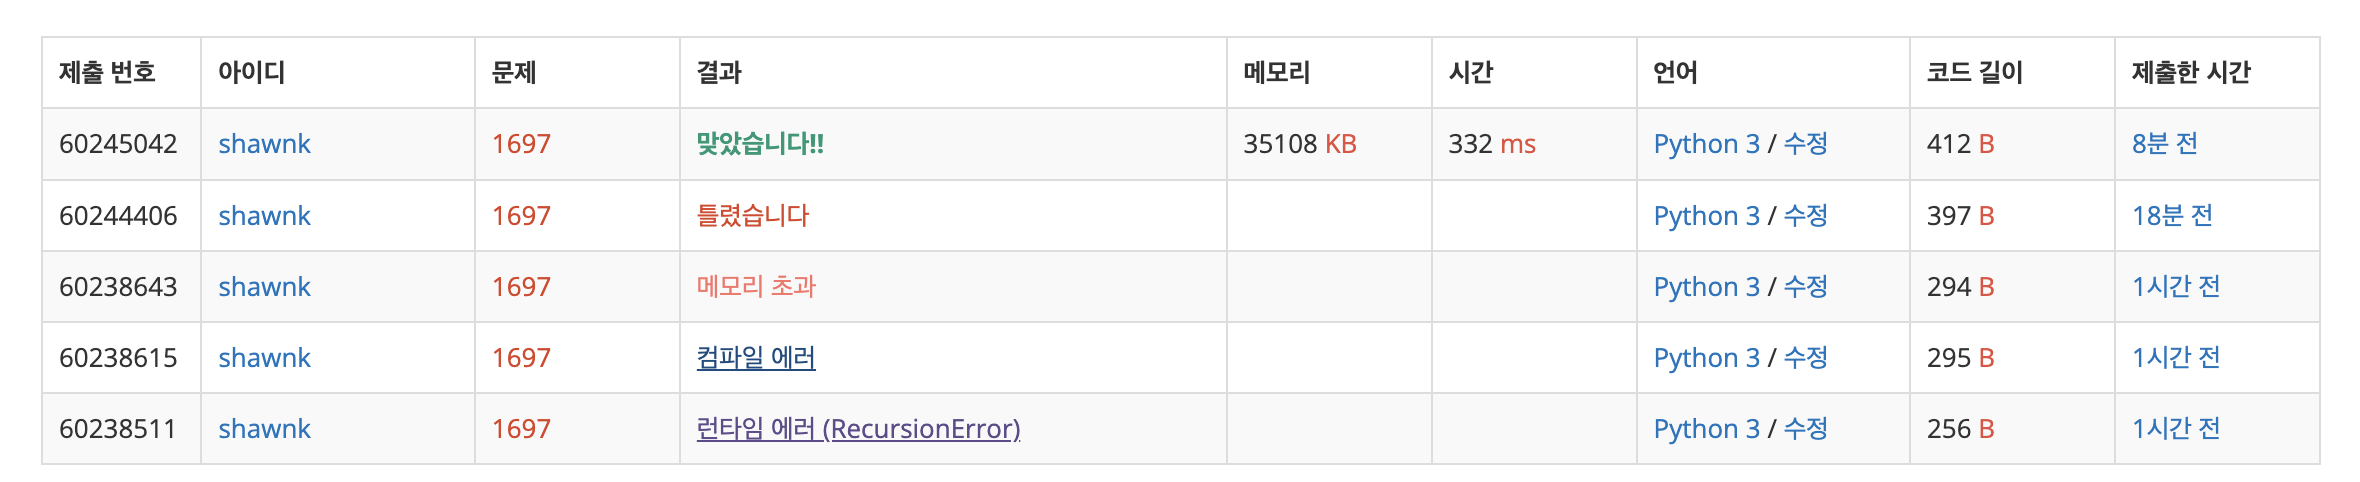 제출 번호 아이디 문제 결과 메모리 시간 언어 코드 길이 제출한 시간
60245042 shawnk 1697 맞았습니다!! 35108 KB 332 ms Python 3 / 수정 412 B 8분 전
60244406 shawnk 1697 틀렸습니다 Python 3 / 수정 397 B 18분 전
60238643 shawnk 1697 메모리 초과 Python 3 / 수정 294 B 1시간 전
60238615 shawnk 1697 컴파일 에러 Python 3 / 수정 295 B 1시간 전
60238511 shawnk 1697 런타임 에러 (RecursionError) Python 3 / 수정 256 B 1시간 전